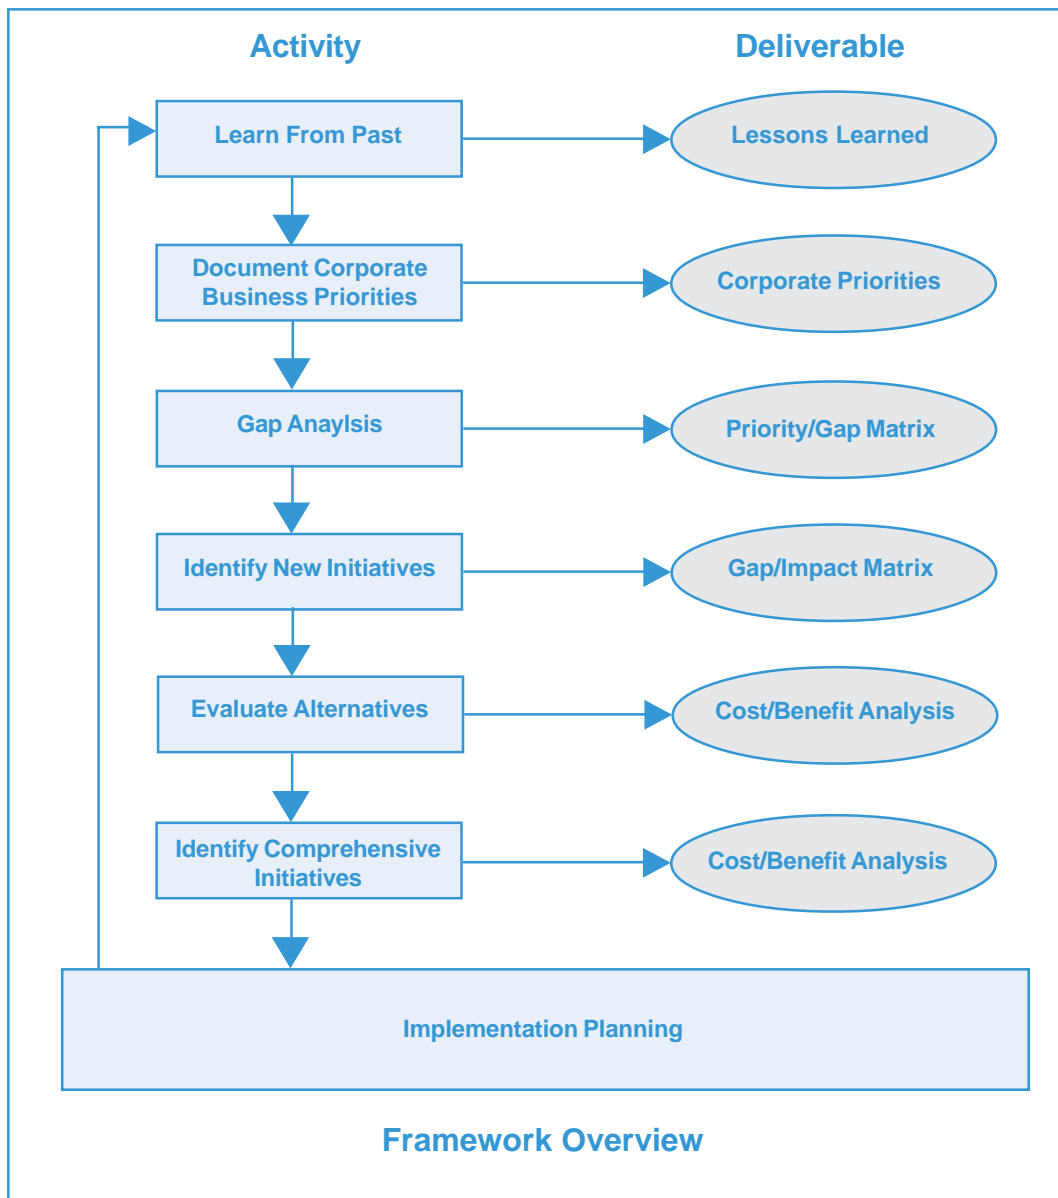 Activity
Deliverable
Learn From Past
Lessons Learned
Document Corporate
Business Priorities
Corporate Priorities
Gap Anaylsis
Priority/Gap Matrix
Identify New Initiatives
Gap/Impact Matrix
Evaluate Alternatives
Cost/Benefit Analysis
Identify Comprehensive
Initiatives
Cost/Benefit Analysis
Implementation Planning
Framework Overview